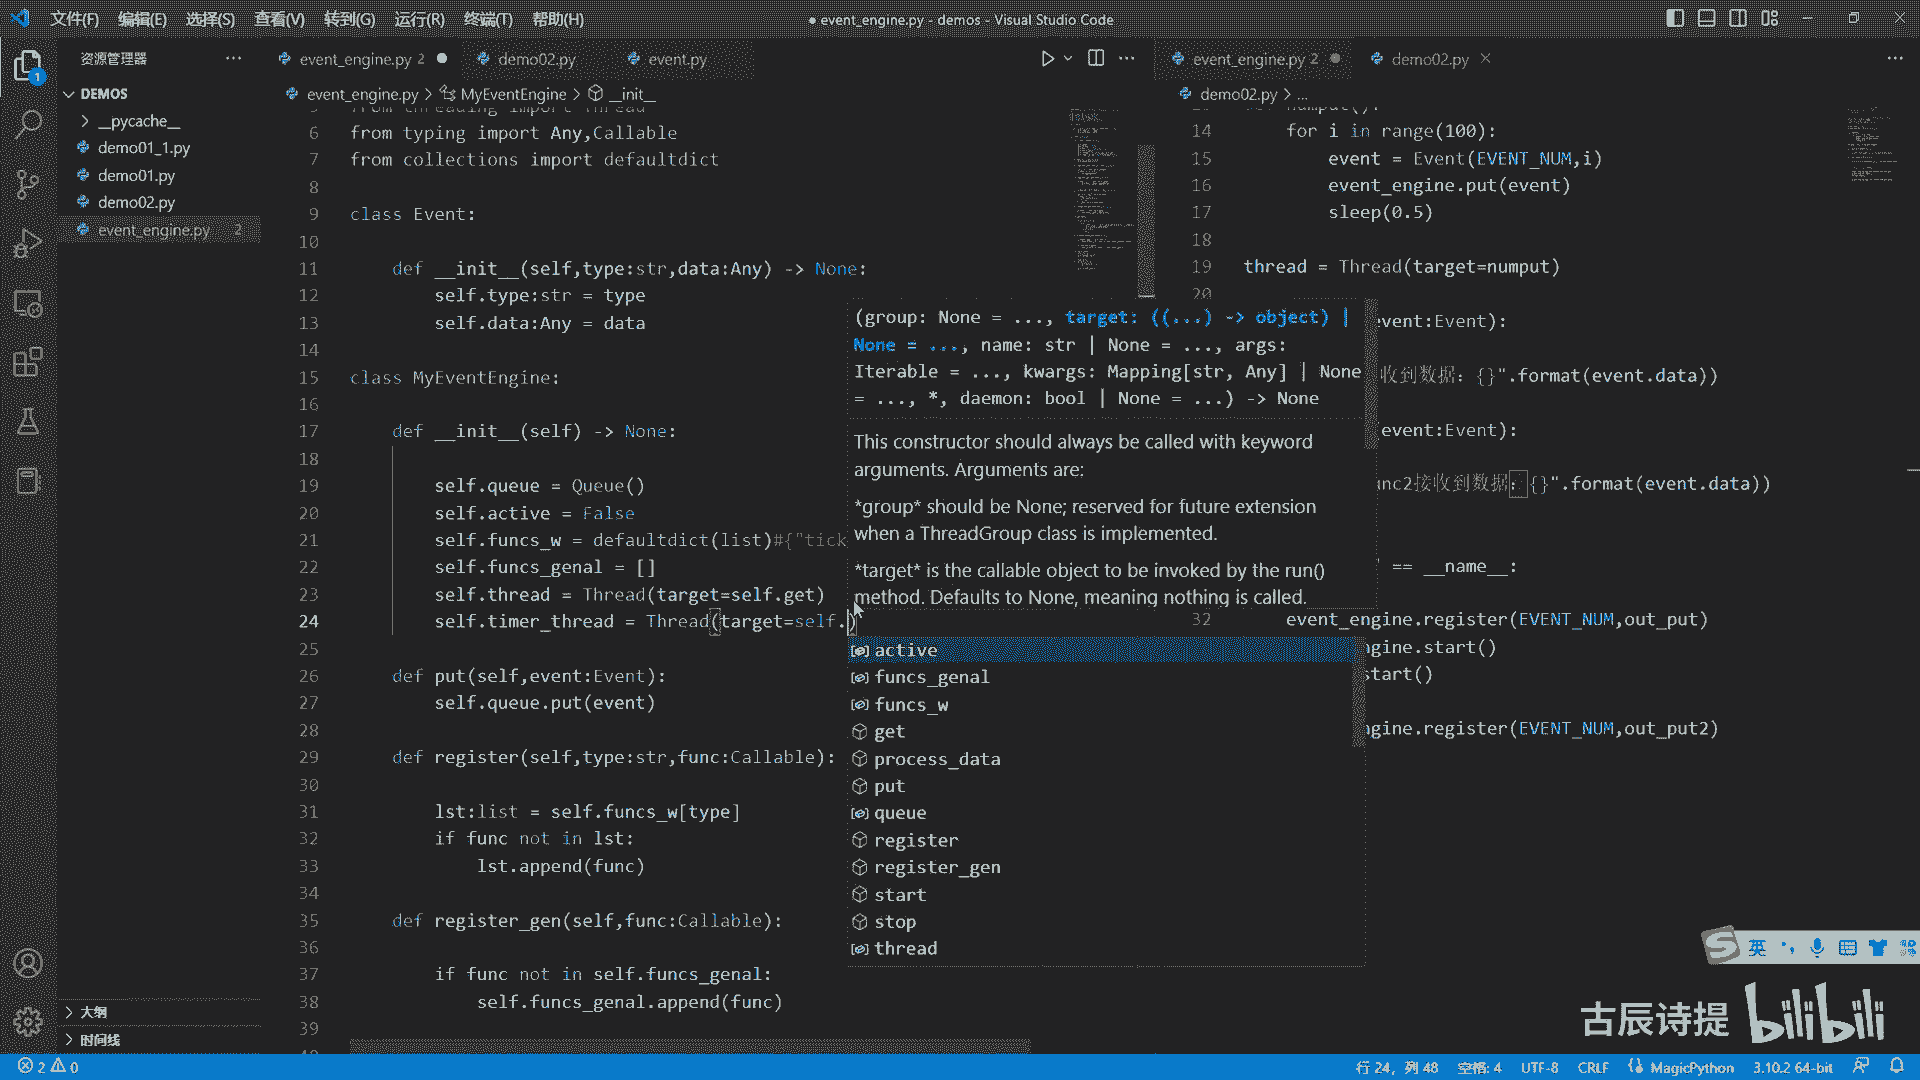 文件(F) 编辑(E) 选择(S) 查看(V) 转到(G) 运行(R) 终端(T) 帮助(H)
● event_engine.py - demos - Visual Studio Code
资源管理器
DEMOS
__pycache__
demo01_1.py
demo01.py
demo02.py
event_engine.py 2
大纲
时间线
1
event_engine.py 2
demo02.py
event.py
event_engine.py > MyEventEngine > __init__
5 from threading import Thread
6 from typing import Any,Callable
7 from collections import defaultdict
8
9 class Event:
10
11 def __init__(self,type:str,data:Any) -> None:
12 self.type:str = type
13 self.data:Any = data
14
15 class MyEventEngine:
16
17 def __init__(self) -> None:
18
19 self.queue = Queue()
20 self.active = False
21 self.funcs_w = defaultdict(list)#{"tick
22 self.funcs_genal = []
23 self.thread = Thread(target=self.get)
24 self.timer_thread = Thread(target=self.)
25
26 def put(self,event:Event):
27 self.queue.put(event)
28
29 def register(self,type:str,func:Callable):
30
31 lst:list = self.funcs_w[type]
32 if func not in lst:
33 lst.append(func)
34
35 def register_gen(self,func:Callable):
36
37 if func not in self.funcs_genal:
38 self.funcs_genal.append(func)
39
(group: None = ..., target: ((...) -> object) |
None = ..., name: str | None = ..., args:
Iterable = ..., kwargs: Mapping[str, Any] | None
= ..., *, daemon: bool | None = ...) -> None
This constructor should always be called with keyword
arguments. Arguments are:
*group* should be None; reserved for future extension
when a ThreadGroup class is implemented.
*target* is the callable object to be invoked by the run()
method. Defaults to None, meaning nothing is called.
active
funcs_genal
funcs_w
get
process_data
put
queue
register
register_gen
start
stop
thread
event_engine.py 2
demo02.py
demo02.py > ...
numput():
14 for i in range(100):
15 event = Event(EVENT_NUM,i)
16 event_engine.put(event)
17 sleep(0.5)
18
19 thread = Thread(target=numput)
20
event:Event):
收到数据：{}".format(event.data))
event:Event):
nc2接收到数据：{}".format(event.data))
' == __name__:
32 event_engine.register(EVENT_NUM,out_put)
ngine.start()
start()
ngine.register(EVENT_NUM,out_put2)
英
古辰诗提 bilibili
2 0
行 24，列 48 空格: 4 UTF-8 CRLF MagicPython 3.10.2 64-bit